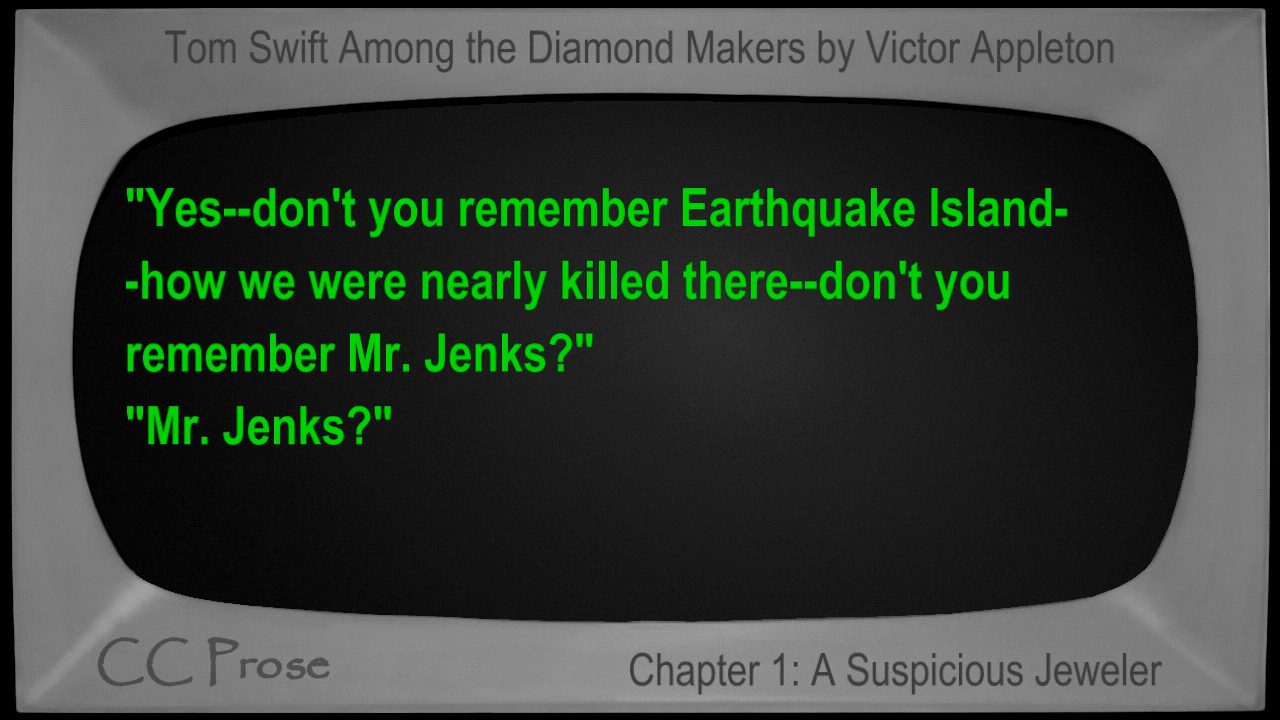 Tom Swift Among the Diamond Makers by Victor Appleton
"Yes--don't you remember Earthquake Island-
-how we were nearly killed there--don't you
remember Mr. Jenks?"
"Mr. Jenks?"
CC Prose
Chapter 1: A Suspicious Jeweler